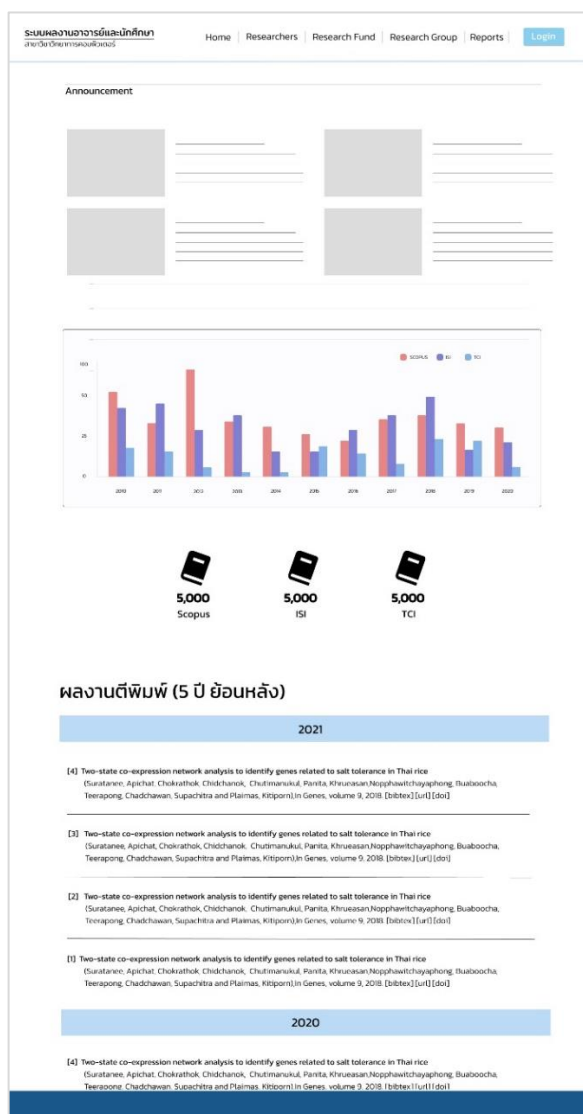 ระบบผลงานอาจารย์และนักศึกษา
สาขาวิชาวิทยาการคอมพิวเตอร์
Home | Researchers | Research Fund | Research Group | Reports | Login
Announcement
SCOPUS ISI TCI
100
50
25
0
2010 2011 2012 2013 2014 2015 2016 2017 2018 2019 2020
5,000 5,000 5,000
Scopus ISI TCI
ผลงานตีพิมพ์ (5 ปี ย้อนหลัง)
2021
[4] Two-state co-expression network analysis to identify genes related to salt tolerance in Thai rice
(Suratanee, Apichat, Chokrathok, Chidchanok, Chutimanukul, Panita, Khrueasan,Nopphawitchayaphong, Buaboocha,
Teerapong, Chadchawan, Supachitra and Plaimas, Kitiporn),In Genes, volume 9, 2018. [bibtex] [url] [doi]
[3] Two-state co-expression network analysis to identify genes related to salt tolerance in Thai rice
(Suratanee, Apichat, Chokrathok, Chidchanok, Chutimanukul, Panita, Khrueasan,Nopphawitchayaphong, Buaboocha,
Teerapong, Chadchawan, Supachitra and Plaimas, Kitiporn),In Genes, volume 9, 2018. [bibtex] [url] [doi]
[2] Two-state co-expression network analysis to identify genes related to salt tolerance in Thai rice
(Suratanee, Apichat, Chokrathok, Chidchanok, Chutimanukul, Panita, Khrueasan,Nopphawitchayaphong, Buaboocha,
Teerapong, Chadchawan, Supachitra and Plaimas, Kitiporn),In Genes, volume 9, 2018. [bibtex] [url] [doi]
[1] Two-state co-expression network analysis to identify genes related to salt tolerance in Thai rice
(Suratanee, Apichat, Chokrathok, Chidchanok, Chutimanukul, Panita, Khrueasan,Nopphawitchayaphong, Buaboocha,
Teerapong, Chadchawan, Supachitra and Plaimas, Kitiporn),In Genes, volume 9, 2018. [bibtex] [url] [doi]
2020
[4] Two-state co-expression network analysis to identify genes related to salt tolerance in Thai rice
(Suratanee, Apichat, Chokrathok, Chidchanok, Chutimanukul, Panita, Khrueasan,Nopphawitchayaphong, Buaboocha,
Teerapong, Chadchawan, Supachitra and Plaimas, Kitiporn),In Genes, volume 9, 2018. [bibtex] [url] [doi]